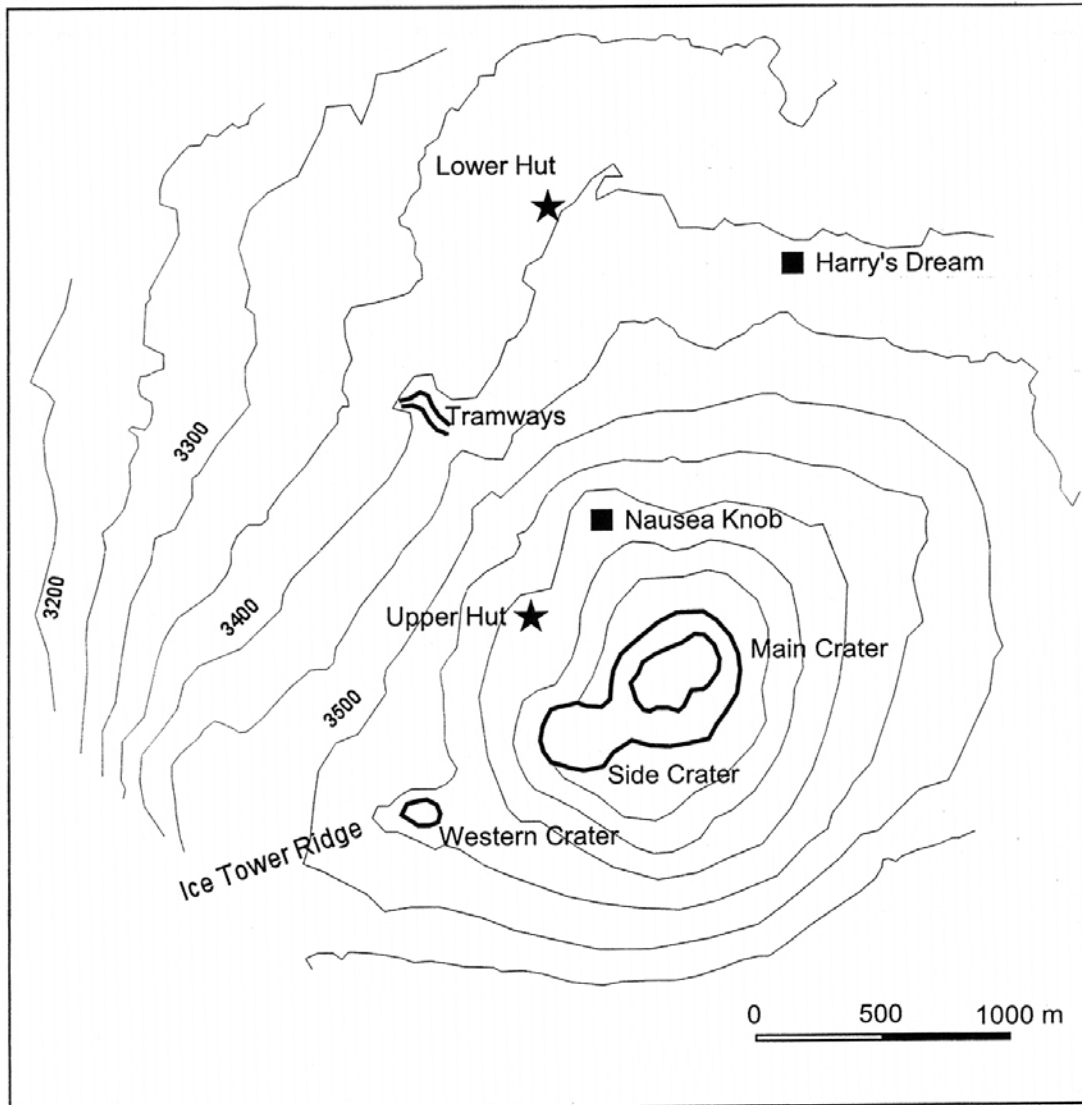 Lower Hut
Harry's Dream
Tramways
3300
Nausea Knob
3200
3400
Upper Hut
Main Crater
3500
Side Crater
Western Crater
Ice Tower Ridge
0 500 1000 m